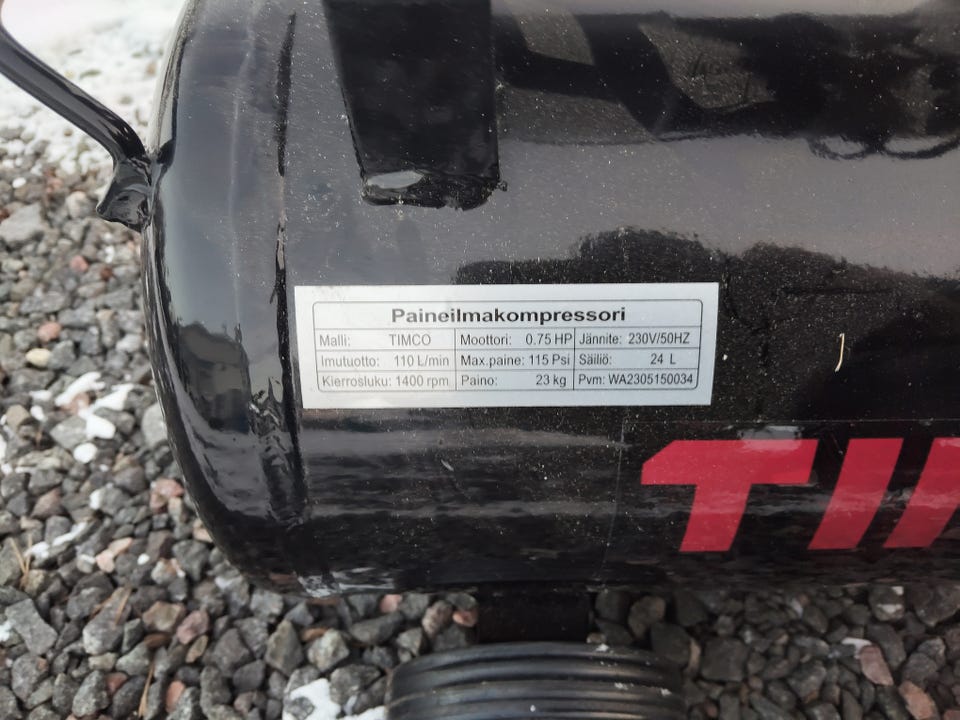 Paineilmakompressori
Malli: TIMCO Moottori: 0.75 HP Jännite: 230V/50HZ
Imutuotto: 110 L/min Max.paine: 115 Psi Säiliö: 24 L
Kierrosluku: 1400 rpm Paino: 23 kg Pvm: WA2305150034